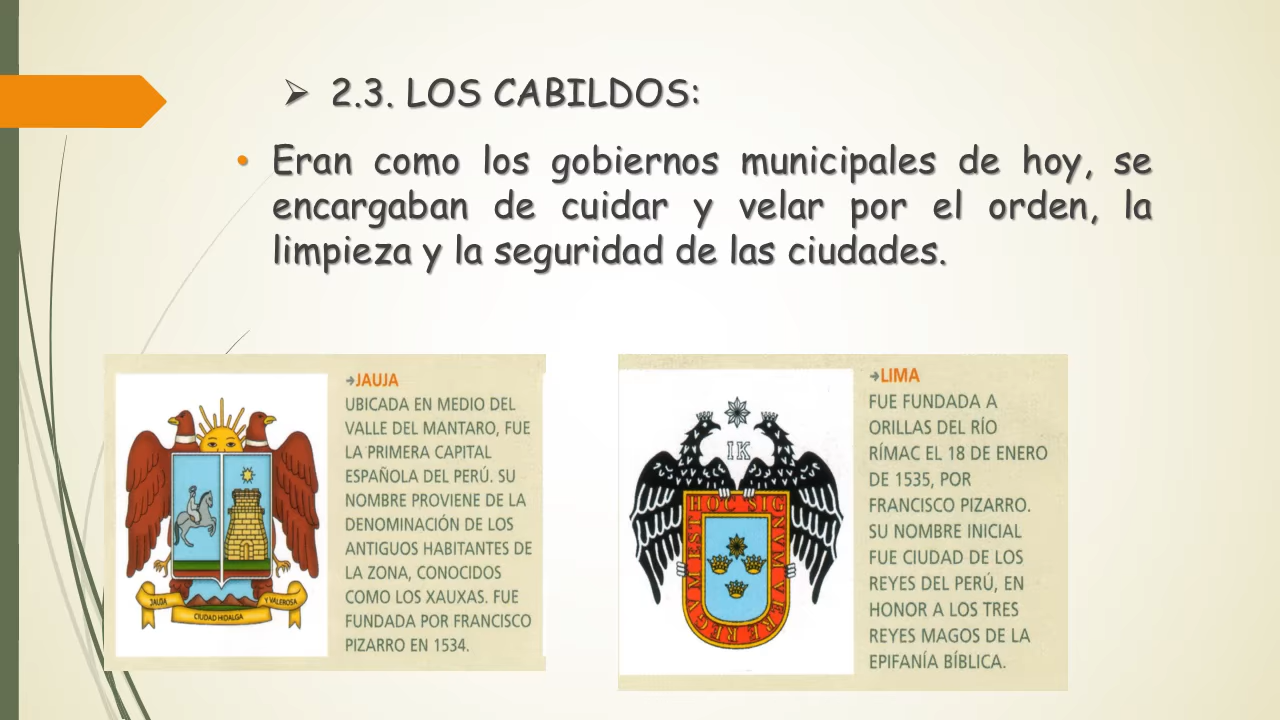 ➢ 2.3. LOS CABILDOS:
• Eran como los gobiernos municipales de hoy, se
encargaban de cuidar y velar por el orden, la
limpieza y la seguridad de las ciudades.
➔JAUJA
UBICADA EN MEDIO DEL
VALLE DEL MANTARO, FUE
LA PRIMERA CAPITAL
ESPAÑOLA DEL PERÚ. SU
NOMBRE PROVIENE DE LA
DENOMINACIÓN DE LOS
ANTIGUOS HABITANTES DE
LA ZONA, CONOCIDOS
COMO LOS XAUXAS. FUE
FUNDADA POR FRANCISCO
PIZARRO EN 1534.
JAUJA
CIUDAD HIDALGA
Y VALEROSA
➔LIMA
FUE FUNDADA A
ORILLAS DEL RÍO
RÍMAC EL 18 DE ENERO
DE 1535, POR
FRANCISCO PIZARRO.
SU NOMBRE INICIAL
FUE CIUDAD DE LOS
REYES DEL PERÚ, EN
HONOR A LOS TRES
REYES MAGOS DE LA
EPIFANÍA BÍBLICA.
I K
HOC SIGNVM VERE REGVM EST